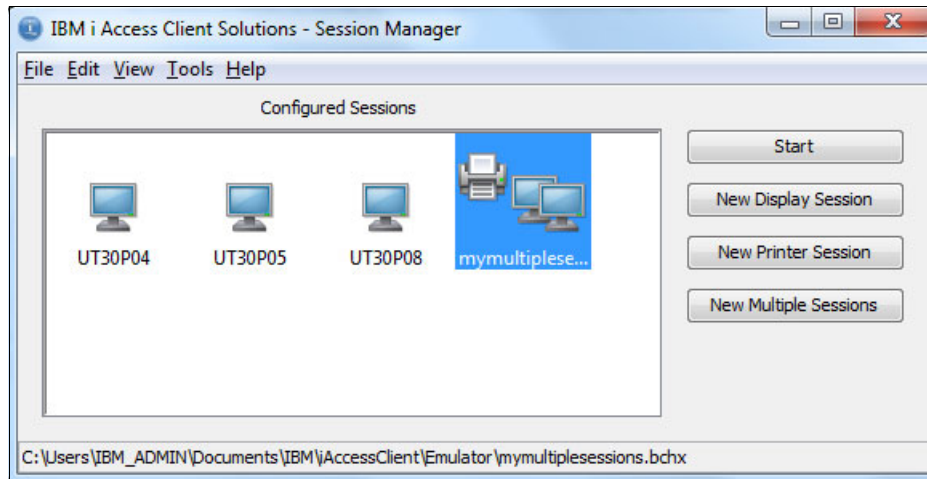 IBM i Access Client Solutions - Session Manager
File Edit View Tools Help
Configured Sessions
Start
New Display Session
New Printer Session
New Multiple Sessions
UT30P04 UT30P05 UT30P08 mymultiplese...
C:\Users\IBM_ADMIN\Documents\IBM\iAccessClient\Emulator\mymultiplesessions.bchx